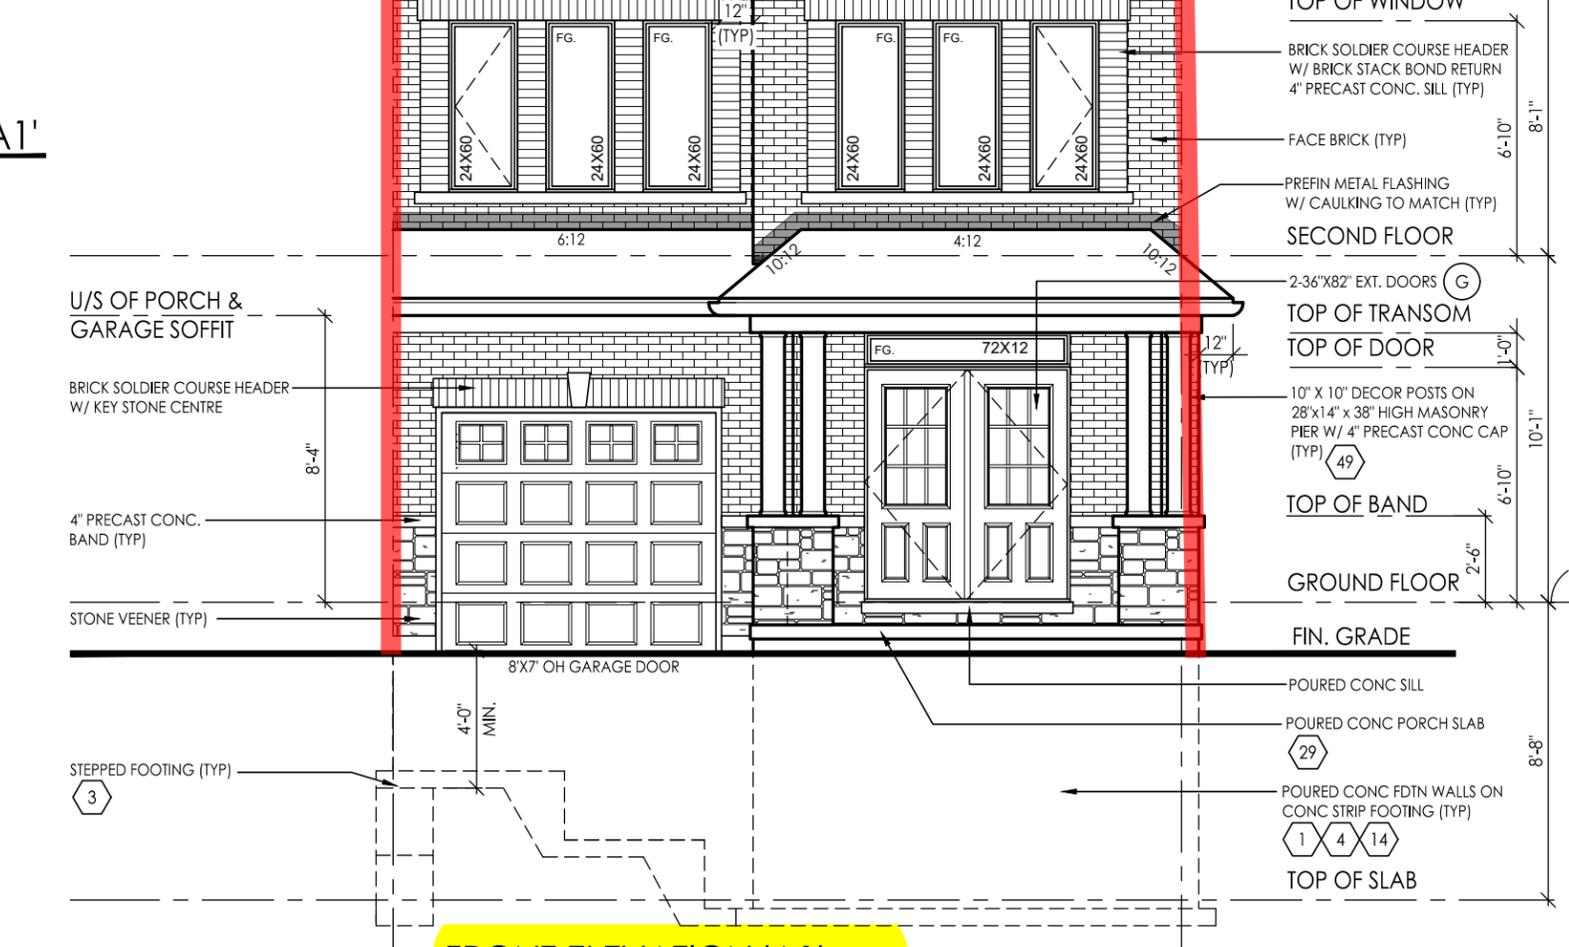 A1'
TOP OF WINDOW
12"
(TYP)
FG.
FG.
FG.
FG.
24X60
24X60
24X60
24X60
24X60
24X60
BRICK SOLDIER COURSE HEADER
W/ BRICK STACK BOND RETURN
4" PRECAST CONC. SILL (TYP)
6'-10"
8'-1"
FACE BRICK (TYP)
PREFIN METAL FLASHING
W/ CAULKING TO MATCH (TYP)
SECOND FLOOR
6:12
4:12
10:12
10:12
2-36"X82" EXT. DOORS G
U/S OF PORCH &
GARAGE SOFFIT
TOP OF TRANSOM
TOP OF DOOR
1'-0"
FG.
72X12
12"
(TYP)
BRICK SOLDIER COURSE HEADER
W/ KEY STONE CENTRE
10" X 10" DECOR POSTS ON
28"x14" x 38" HIGH MASONRY
PIER W/ 4" PRECAST CONC CAP
(TYP) 49
8'-4"
10'-1"
6'-10"
TOP OF BAND
4" PRECAST CONC.
BAND (TYP)
2'-6"
GROUND FLOOR
STONE VEENER (TYP)
FIN. GRADE
8'X7' OH GARAGE DOOR
POURED CONC SILL
4'-0"
MIN.
POURED CONC PORCH SLAB
29
8'-8"
STEPPED FOOTING (TYP)
3
POURED CONC FDTN WALLS ON
CONC STRIP FOOTING (TYP)
1 4 14
TOP OF SLAB